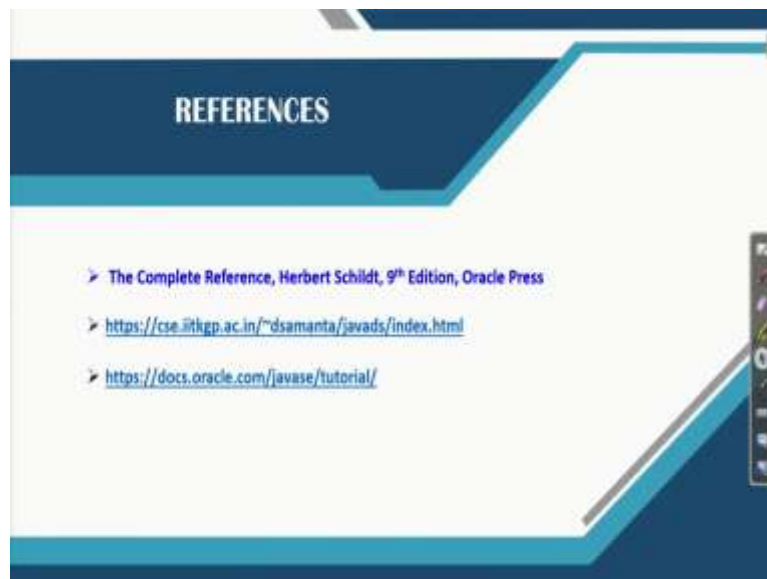 REFERENCES
The Complete Reference, Herbert Schildt, 9th Edition, Oracle Press
https://cse.iitkgp.ac.in/~dsamanta/javads/index.html
https://docs.oracle.com/javase/tutorial/